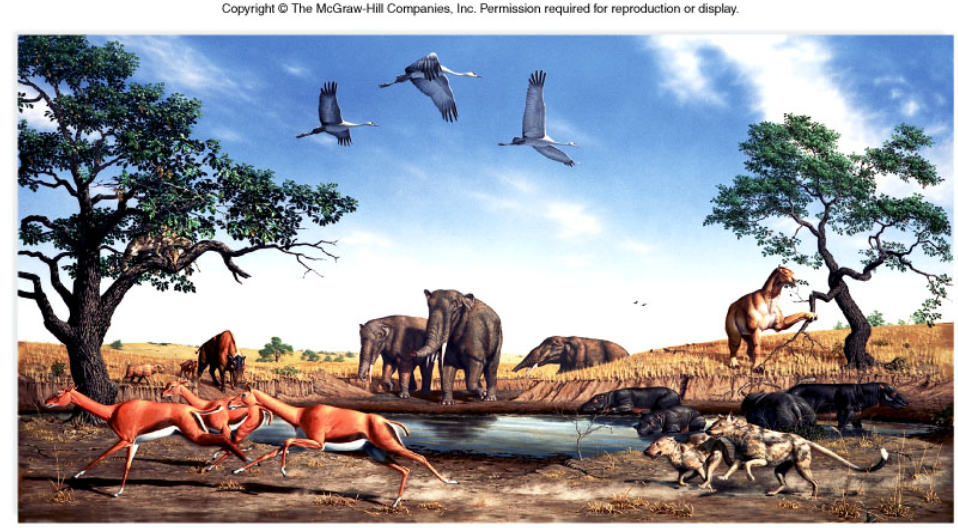 Copyright © The McGraw-Hill Companies, Inc. Permission required for reproduction or display.